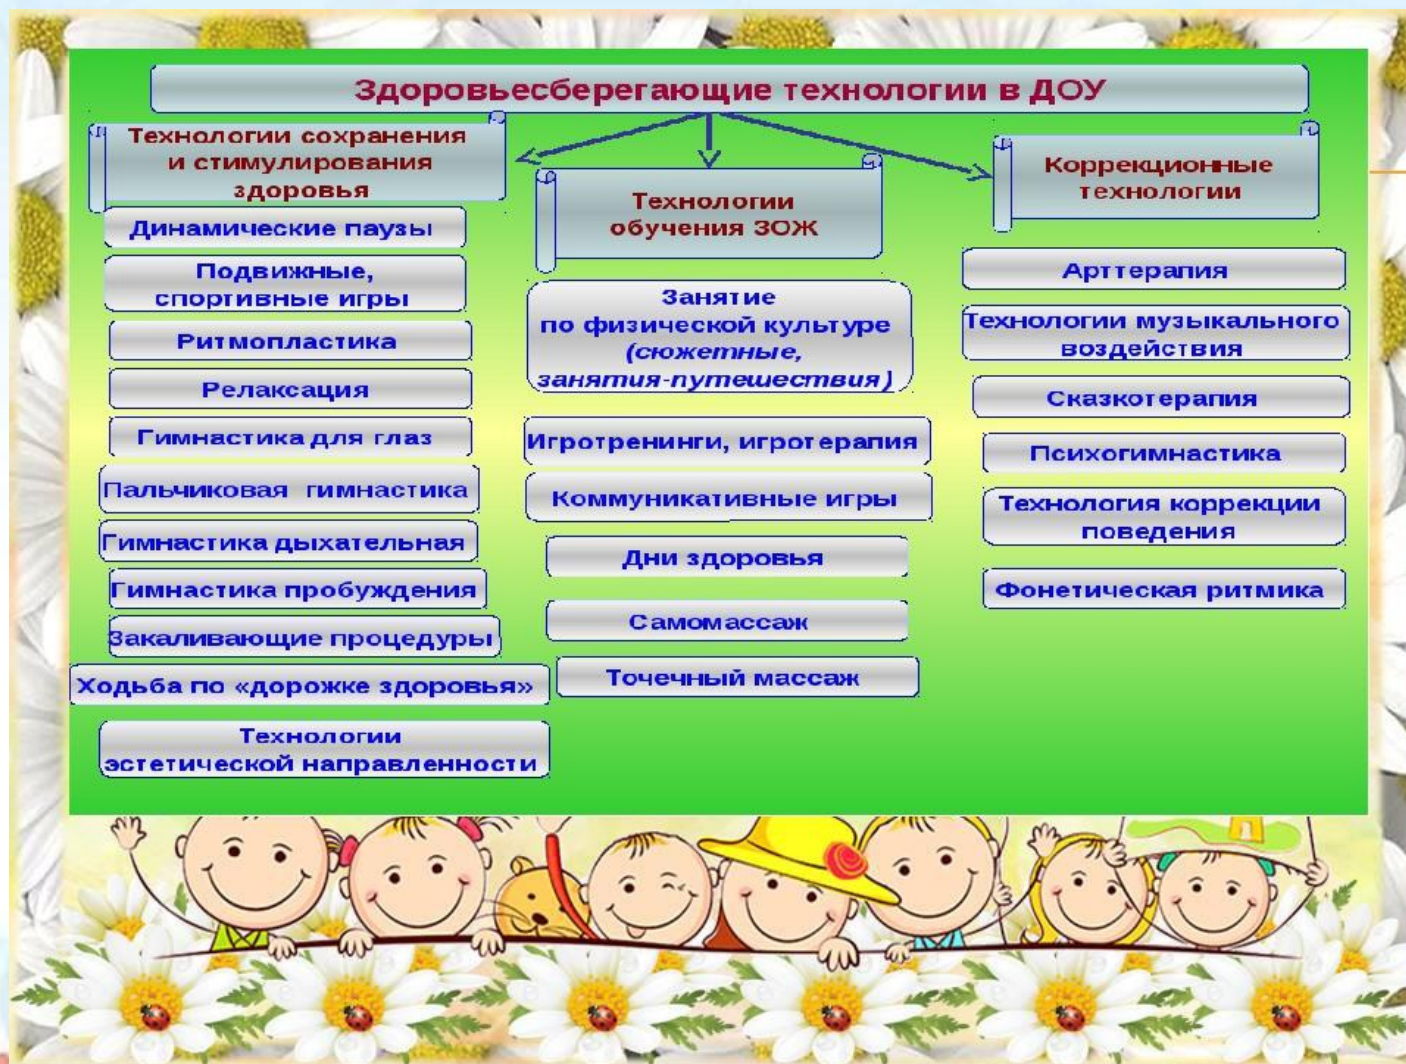 Здоровьесберегающие технологии в ДОУ
Технологии сохранения
и стимулирования
здоровья
Динамические паузы
Подвижные,
спортивные игры
Ритмопластика
Релаксация
Гимнастика для глаз
Пальчиковая гимнастика
Гимнастика дыхательная
Гимнастика пробуждения
Закаливающие процедуры
Ходьба по «дорожке здоровья»
Технологии
эстетической направленности
Технологии
обучения ЗОЖ
Занятие
по физической культуре
(сюжетные,
занятия-путешествия)
Игротренинги, игротерапия
Коммуникативные игры
Дни здоровья
Самомассаж
Точечный массаж
Коррекционные
технологии
Арттерапия
Технологии музыкального
воздействия
Сказкотерапия
Психогимнастика
Технология коррекции
поведения
Фонетическая ритмика